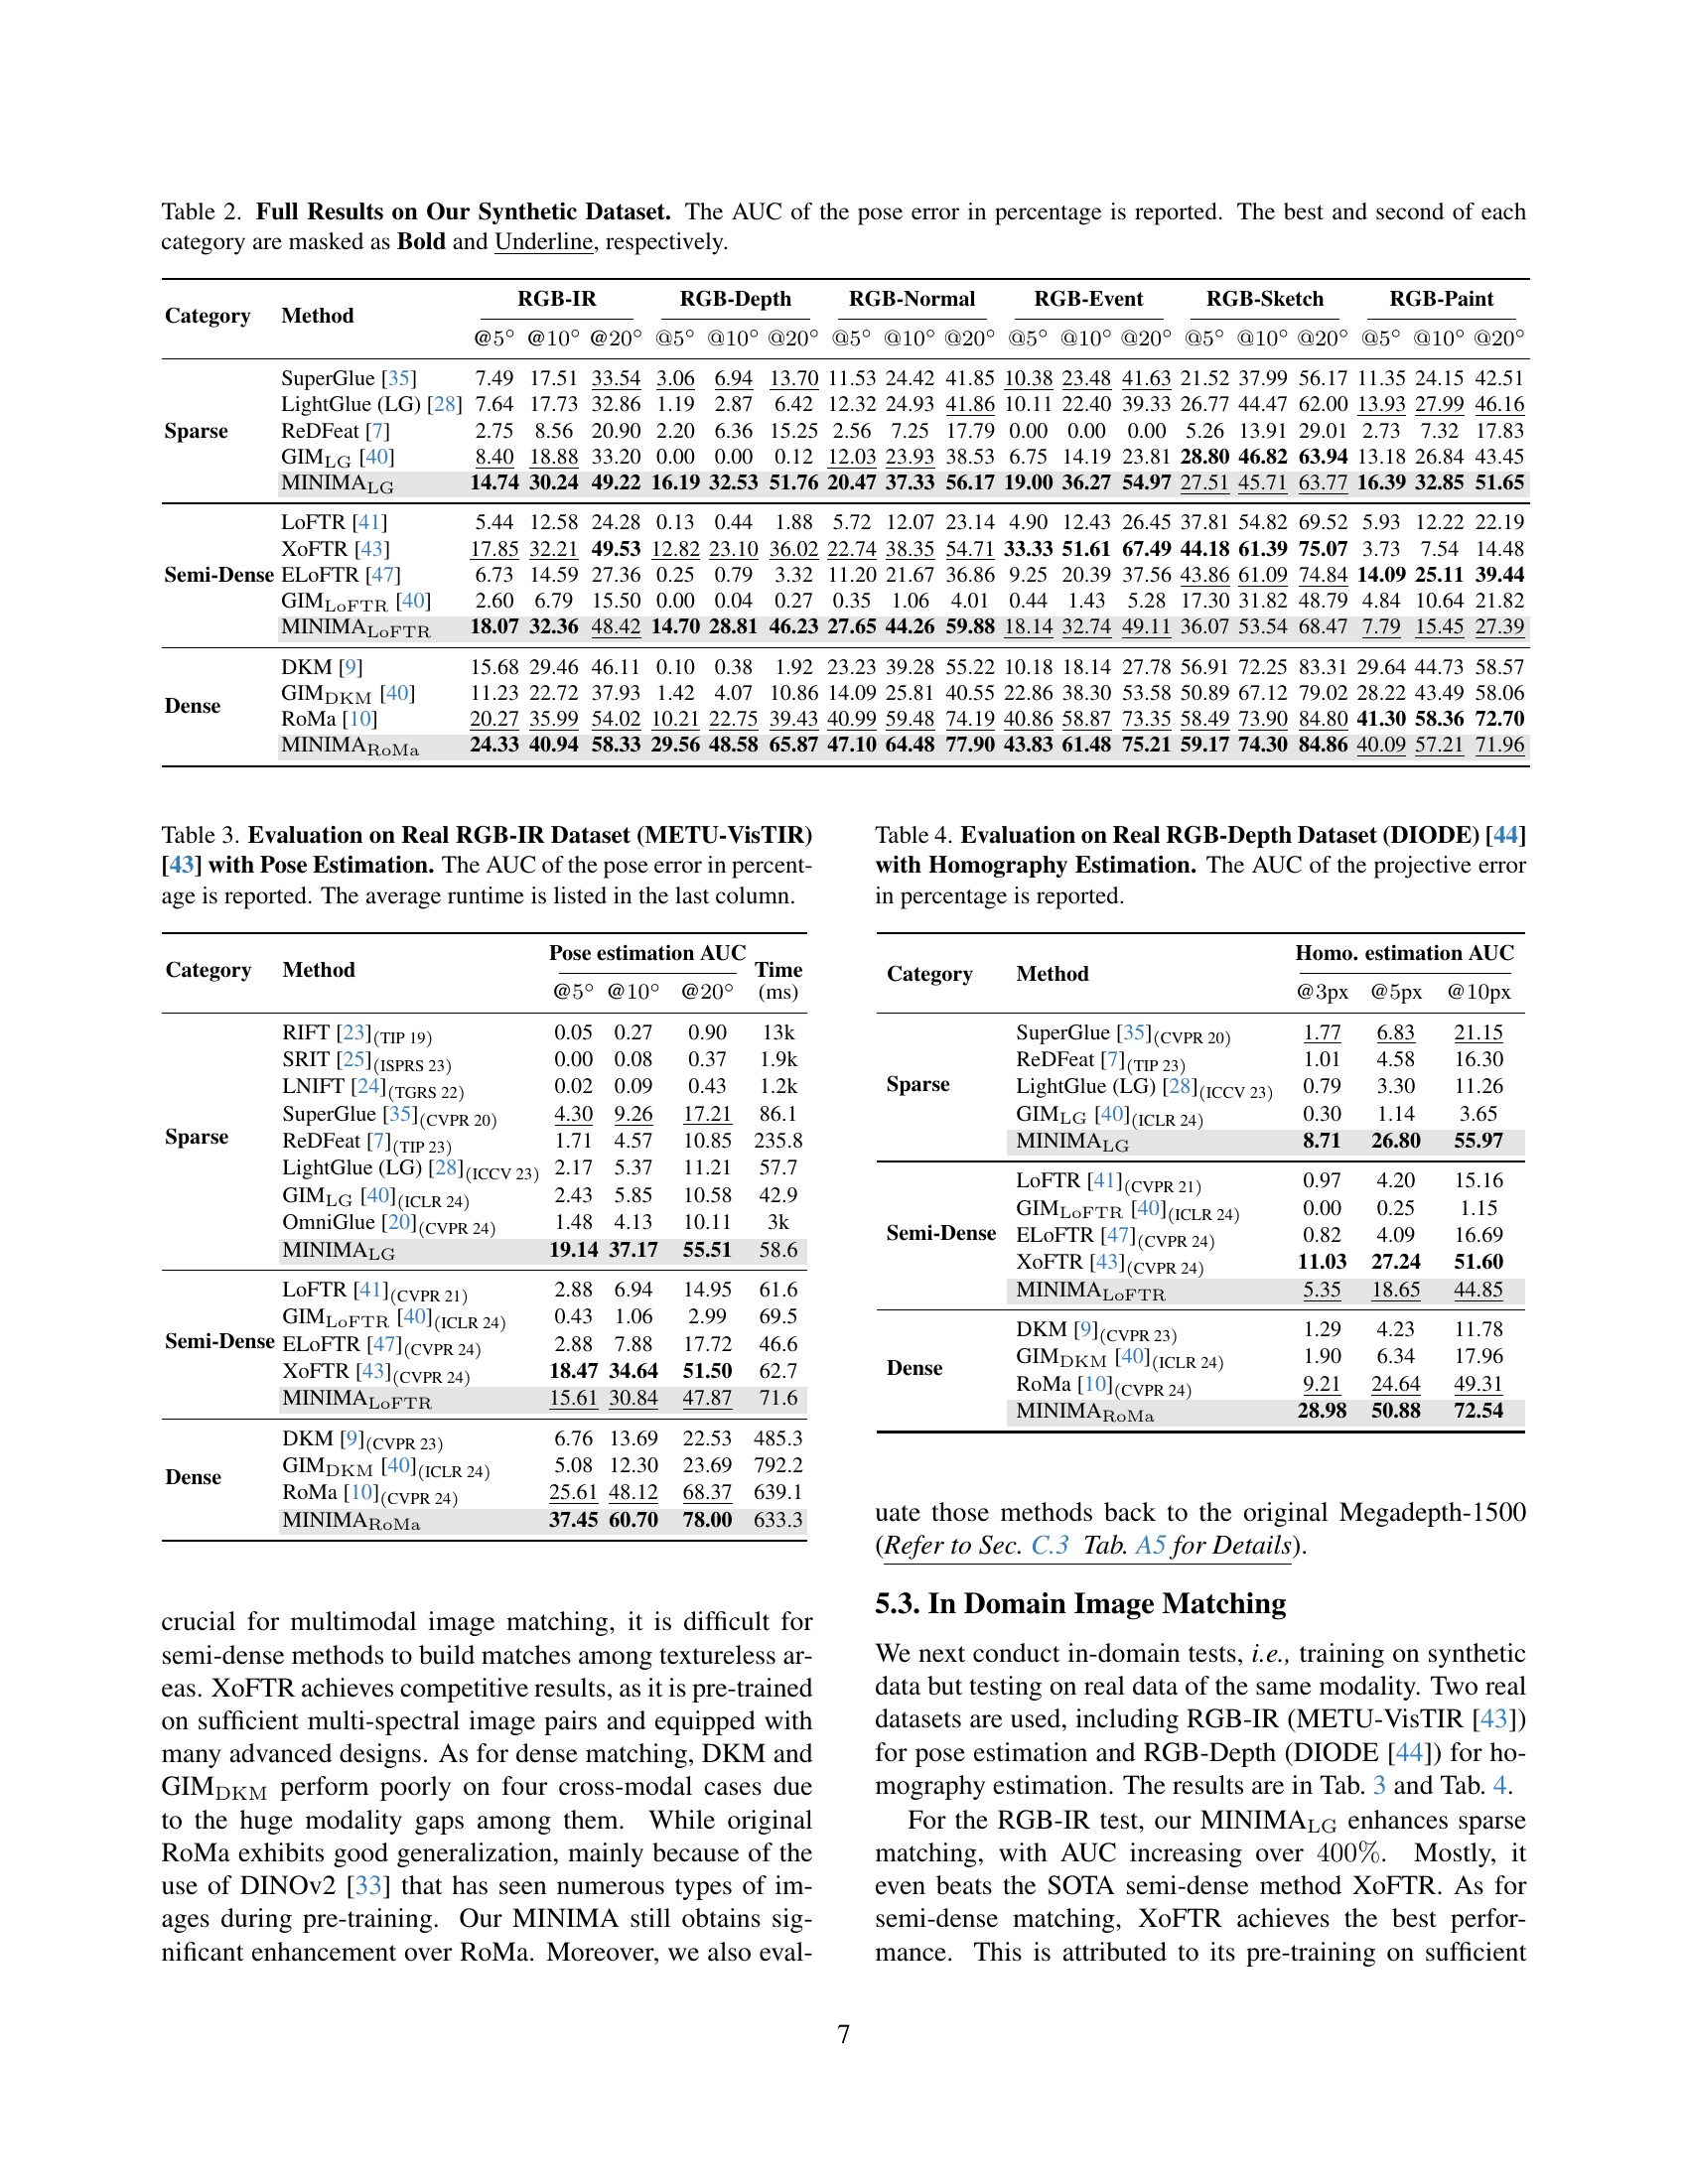 Table 2. Full Results on Our Synthetic Dataset. The AUC of the pose error in percentage is reported. The best and second of each
category are masked as Bold and Underline, respectively.
Category Method RGB-IR RGB-Depth RGB-Normal RGB-Event RGB-Sketch RGB-Paint
@5° @10° @20° @5° @10° @20° @5° @10° @20° @5° @10° @20° @5° @10° @20° @5° @10° @20°
Sparse
SuperGlue [35] 7.49 17.51 33.54 3.06 6.94 13.70 11.53 24.42 41.85 10.38 23.48 41.63 21.52 37.99 56.17 11.35 24.15 42.51
LightGlue (LG) [28] 7.64 17.73 32.86 1.19 2.87 6.42 12.32 24.93 41.86 10.11 22.40 39.33 26.77 44.47 62.00 13.93 27.99 46.16
ReDFeat [7] 2.75 8.56 20.90 2.20 6.36 15.25 2.56 7.25 17.79 0.00 0.00 0.00 5.26 13.91 29.01 2.73 7.32 17.83
GIMLG [40] 8.40 18.88 33.20 0.00 0.00 0.12 12.03 23.93 38.53 6.75 14.19 23.81 28.80 46.82 63.94 13.18 26.84 43.45
MINIMALG 14.74 30.24 49.22 16.19 32.53 51.76 20.47 37.33 56.17 19.00 36.27 54.97 27.51 45.71 63.77 16.39 32.85 51.65
Semi-Dense
LoFTR [41] 5.44 12.58 24.28 0.13 0.44 1.88 5.72 12.07 23.14 4.90 12.43 26.45 37.81 54.82 69.52 5.93 12.22 22.19
XoFTR [43] 17.85 32.21 49.53 12.82 23.10 36.02 22.74 38.35 54.71 33.33 51.61 67.49 44.18 61.39 75.07 3.73 7.54 14.48
ELoFTR [47] 6.73 14.59 27.36 0.25 0.79 3.32 11.20 21.67 36.86 9.25 20.39 37.56 43.86 61.09 74.84 14.09 25.11 39.44
GIMLoFTR [40] 2.60 6.79 15.50 0.00 0.04 0.27 0.35 1.06 4.01 0.44 1.43 5.28 17.30 31.82 48.79 4.84 10.64 21.82
MINIMALoFTR 18.07 32.36 48.42 14.70 28.81 46.23 27.65 44.26 59.88 18.14 32.74 49.11 36.07 53.54 68.47 7.79 15.45 27.39
Dense
DKM [9] 15.68 29.46 46.11 0.10 0.38 1.92 23.23 39.28 55.22 10.18 18.14 27.78 56.91 72.25 83.31 29.64 44.73 58.57
GIMDKM [40] 11.23 22.72 37.93 1.42 4.07 10.86 14.09 25.81 40.55 22.86 38.30 53.58 50.89 67.12 79.02 28.22 43.49 58.06
RoMa [10] 20.27 35.99 54.02 10.21 22.75 39.43 40.99 59.48 74.19 40.86 58.87 73.35 58.49 73.90 84.80 41.30 58.36 72.70
MINIMARoMa 24.33 40.94 58.33 29.56 48.58 65.87 47.10 64.48 77.90 43.83 61.48 75.21 59.17 74.30 84.86 40.09 57.21 71.96
Table 3. Evaluation on Real RGB-IR Dataset (METU-VisTIR)
[43] with Pose Estimation. The AUC of the pose error in percent-
age is reported. The average runtime is listed in the last column.
Category Method Pose estimation AUC Time
@5° @10° @20° (ms)
Sparse
RIFT [23](TIP 19) 0.05 0.27 0.90 13k
SRIT [25](ISPRS 23) 0.00 0.08 0.37 1.9k
LNIFT [24](TGRS 22) 0.02 0.09 0.43 1.2k
SuperGlue [35](CVPR 20) 4.30 9.26 17.21 86.1
ReDFeat [7](TIP 23) 1.71 4.57 10.85 235.8
LightGlue (LG) [28](ICCV 23) 2.17 5.37 11.21 57.7
GIMLG [40](ICLR 24) 2.43 5.85 10.58 42.9
OmniGlue [20](CVPR 24) 1.48 4.13 10.11 3k
MINIMALG 19.14 37.17 55.51 58.6
Semi-Dense
LoFTR [41](CVPR 21) 2.88 6.94 14.95 61.6
GIMLoFTR [40](ICLR 24) 0.43 1.06 2.99 69.5
ELoFTR [47](CVPR 24) 2.88 7.88 17.72 46.6
XoFTR [43](CVPR 24) 18.47 34.64 51.50 62.7
MINIMALoFTR 15.61 30.84 47.87 71.6
Dense
DKM [9](CVPR 23) 6.76 13.69 22.53 485.3
GIMDKM [40](ICLR 24) 5.08 12.30 23.69 792.2
RoMa [10](CVPR 24) 25.61 48.12 68.37 639.1
MINIMARoMa 37.45 60.70 78.00 633.3
crucial for multimodal image matching, it is difficult for
semi-dense methods to build matches among textureless ar-
eas. XoFTR achieves competitive results, as it is pre-trained
on sufficient multi-spectral image pairs and equipped with
many advanced designs. As for dense matching, DKM and
GIMDKM perform poorly on four cross-modal cases due
to the huge modality gaps among them. While original
RoMa exhibits good generalization, mainly because of the
use of DINOv2 [33] that has seen numerous types of im-
ages during pre-training. Our MINIMA still obtains sig-
nificant enhancement over RoMa. Moreover, we also eval-
Table 4. Evaluation on Real RGB-Depth Dataset (DIODE) [44]
with Homography Estimation. The AUC of the projective error
in percentage is reported.
Category Method Homo. estimation AUC
@3px @5px @10px
Sparse
SuperGlue [35](CVPR 20) 1.77 6.83 21.15
ReDFeat [7](TIP 23) 1.01 4.58 16.30
LightGlue (LG) [28](ICCV 23) 0.79 3.30 11.26
GIMLG [40](ICLR 24) 0.30 1.14 3.65
MINIMALG 8.71 26.80 55.97
Semi-Dense
LoFTR [41](CVPR 21) 0.97 4.20 15.16
GIMLoFTR [40](ICLR 24) 0.00 0.25 1.15
ELoFTR [47](CVPR 24) 0.82 4.09 16.69
XoFTR [43](CVPR 24) 11.03 27.24 51.60
MINIMALoFTR 5.35 18.65 44.85
Dense
DKM [9](CVPR 23) 1.29 4.23 11.78
GIMDKM [40](ICLR 24) 1.90 6.34 17.96
RoMa [10](CVPR 24) 9.21 24.64 49.31
MINIMARoMa 28.98 50.88 72.54
uate those methods back to the original Megadepth-1500
(Refer to Sec. C.3 Tab. A5 for Details).
5.3. In Domain Image Matching
We next conduct in-domain tests, i.e., training on synthetic
data but testing on real data of the same modality. Two real
datasets are used, including RGB-IR (METU-VisTIR [43])
for pose estimation and RGB-Depth (DIODE [44]) for ho-
mography estimation. The results are in Tab. 3 and Tab. 4.
For the RGB-IR test, our MINIMALG enhances sparse
matching, with AUC increasing over 400%. Mostly, it
even beats the SOTA semi-dense method XoFTR. As for
semi-dense matching, XoFTR achieves the best perfor-
mance. This is attributed to its pre-training on sufficient
7